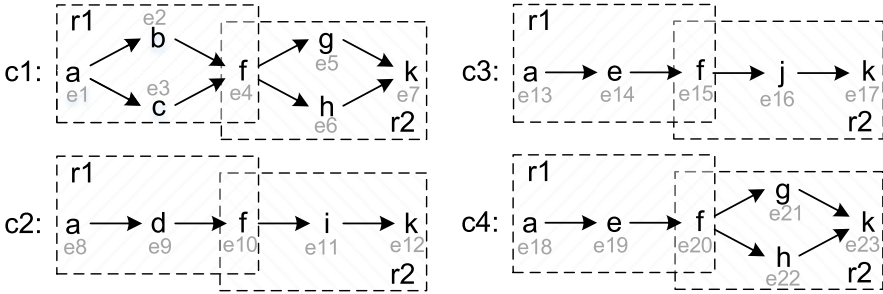 r1
e2
b
g
e5
c1: a f k
e1 e4 e7
e3
c
h
e6
r2
r1
c3: a e f j k
e13 e14 e15 e16 e17
r2
r1
c2: a d f i k
e8 e9 e10 e11 e12
r2
r1
g
e21
c4: a e f k
e18 e19 e20 e23
h
e22
r2